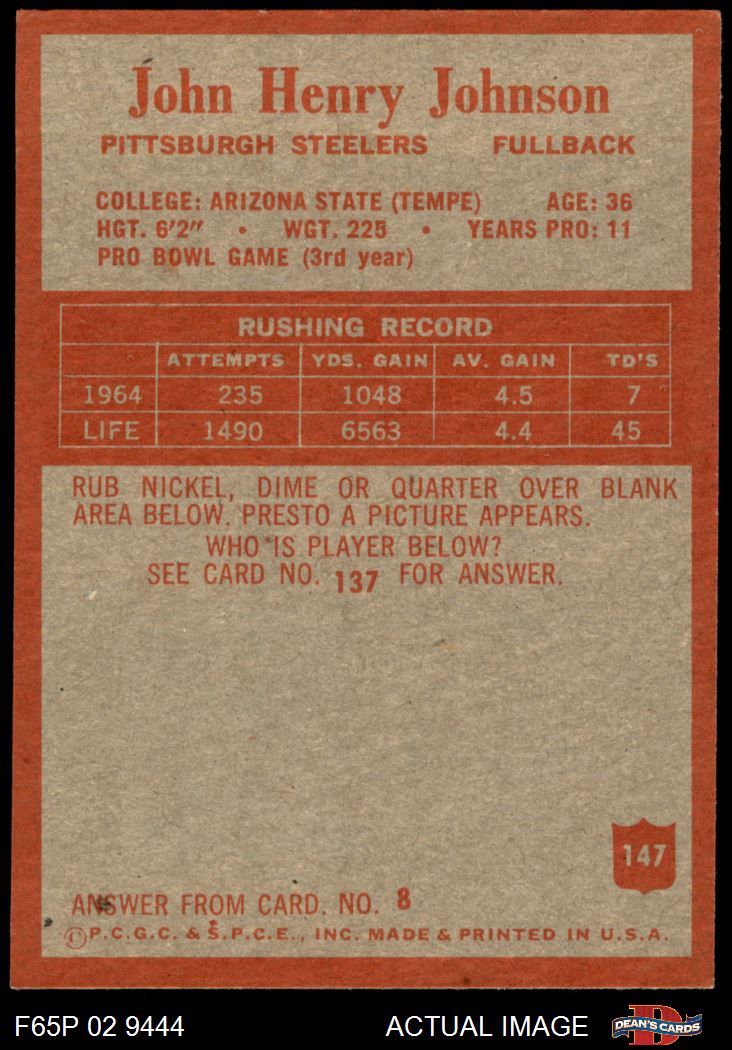 John Henry Johnson
PITTSBURGH STEELERS FULLBACK
COLLEGE: ARIZONA STATE (TEMPE) AGE: 36
HGT. 6'2" • WGT. 225 • YEARS PRO: 11
PRO BOWL GAME (3rd year)
RUSHING RECORD
ATTEMPTS YDS. GAIN AV. GAIN TD'S
1964 235 1048 4.5 7
LIFE 1490 6563 4.4 45
RUB NICKEL, DIME OR QUARTER OVER BLANK
AREA BELOW. PRESTO A PICTURE APPEARS.
WHO IS PLAYER BELOW?
SEE CARD NO. 137 FOR ANSWER.
147
ANSWER FROM CARD. NO. 8
©P.C.G.C. & S.P.C.E., INC. MADE & PRINTED IN U.S.A.
F65P 02 9444 ACTUAL IMAGE
D DEAN'S CARDS